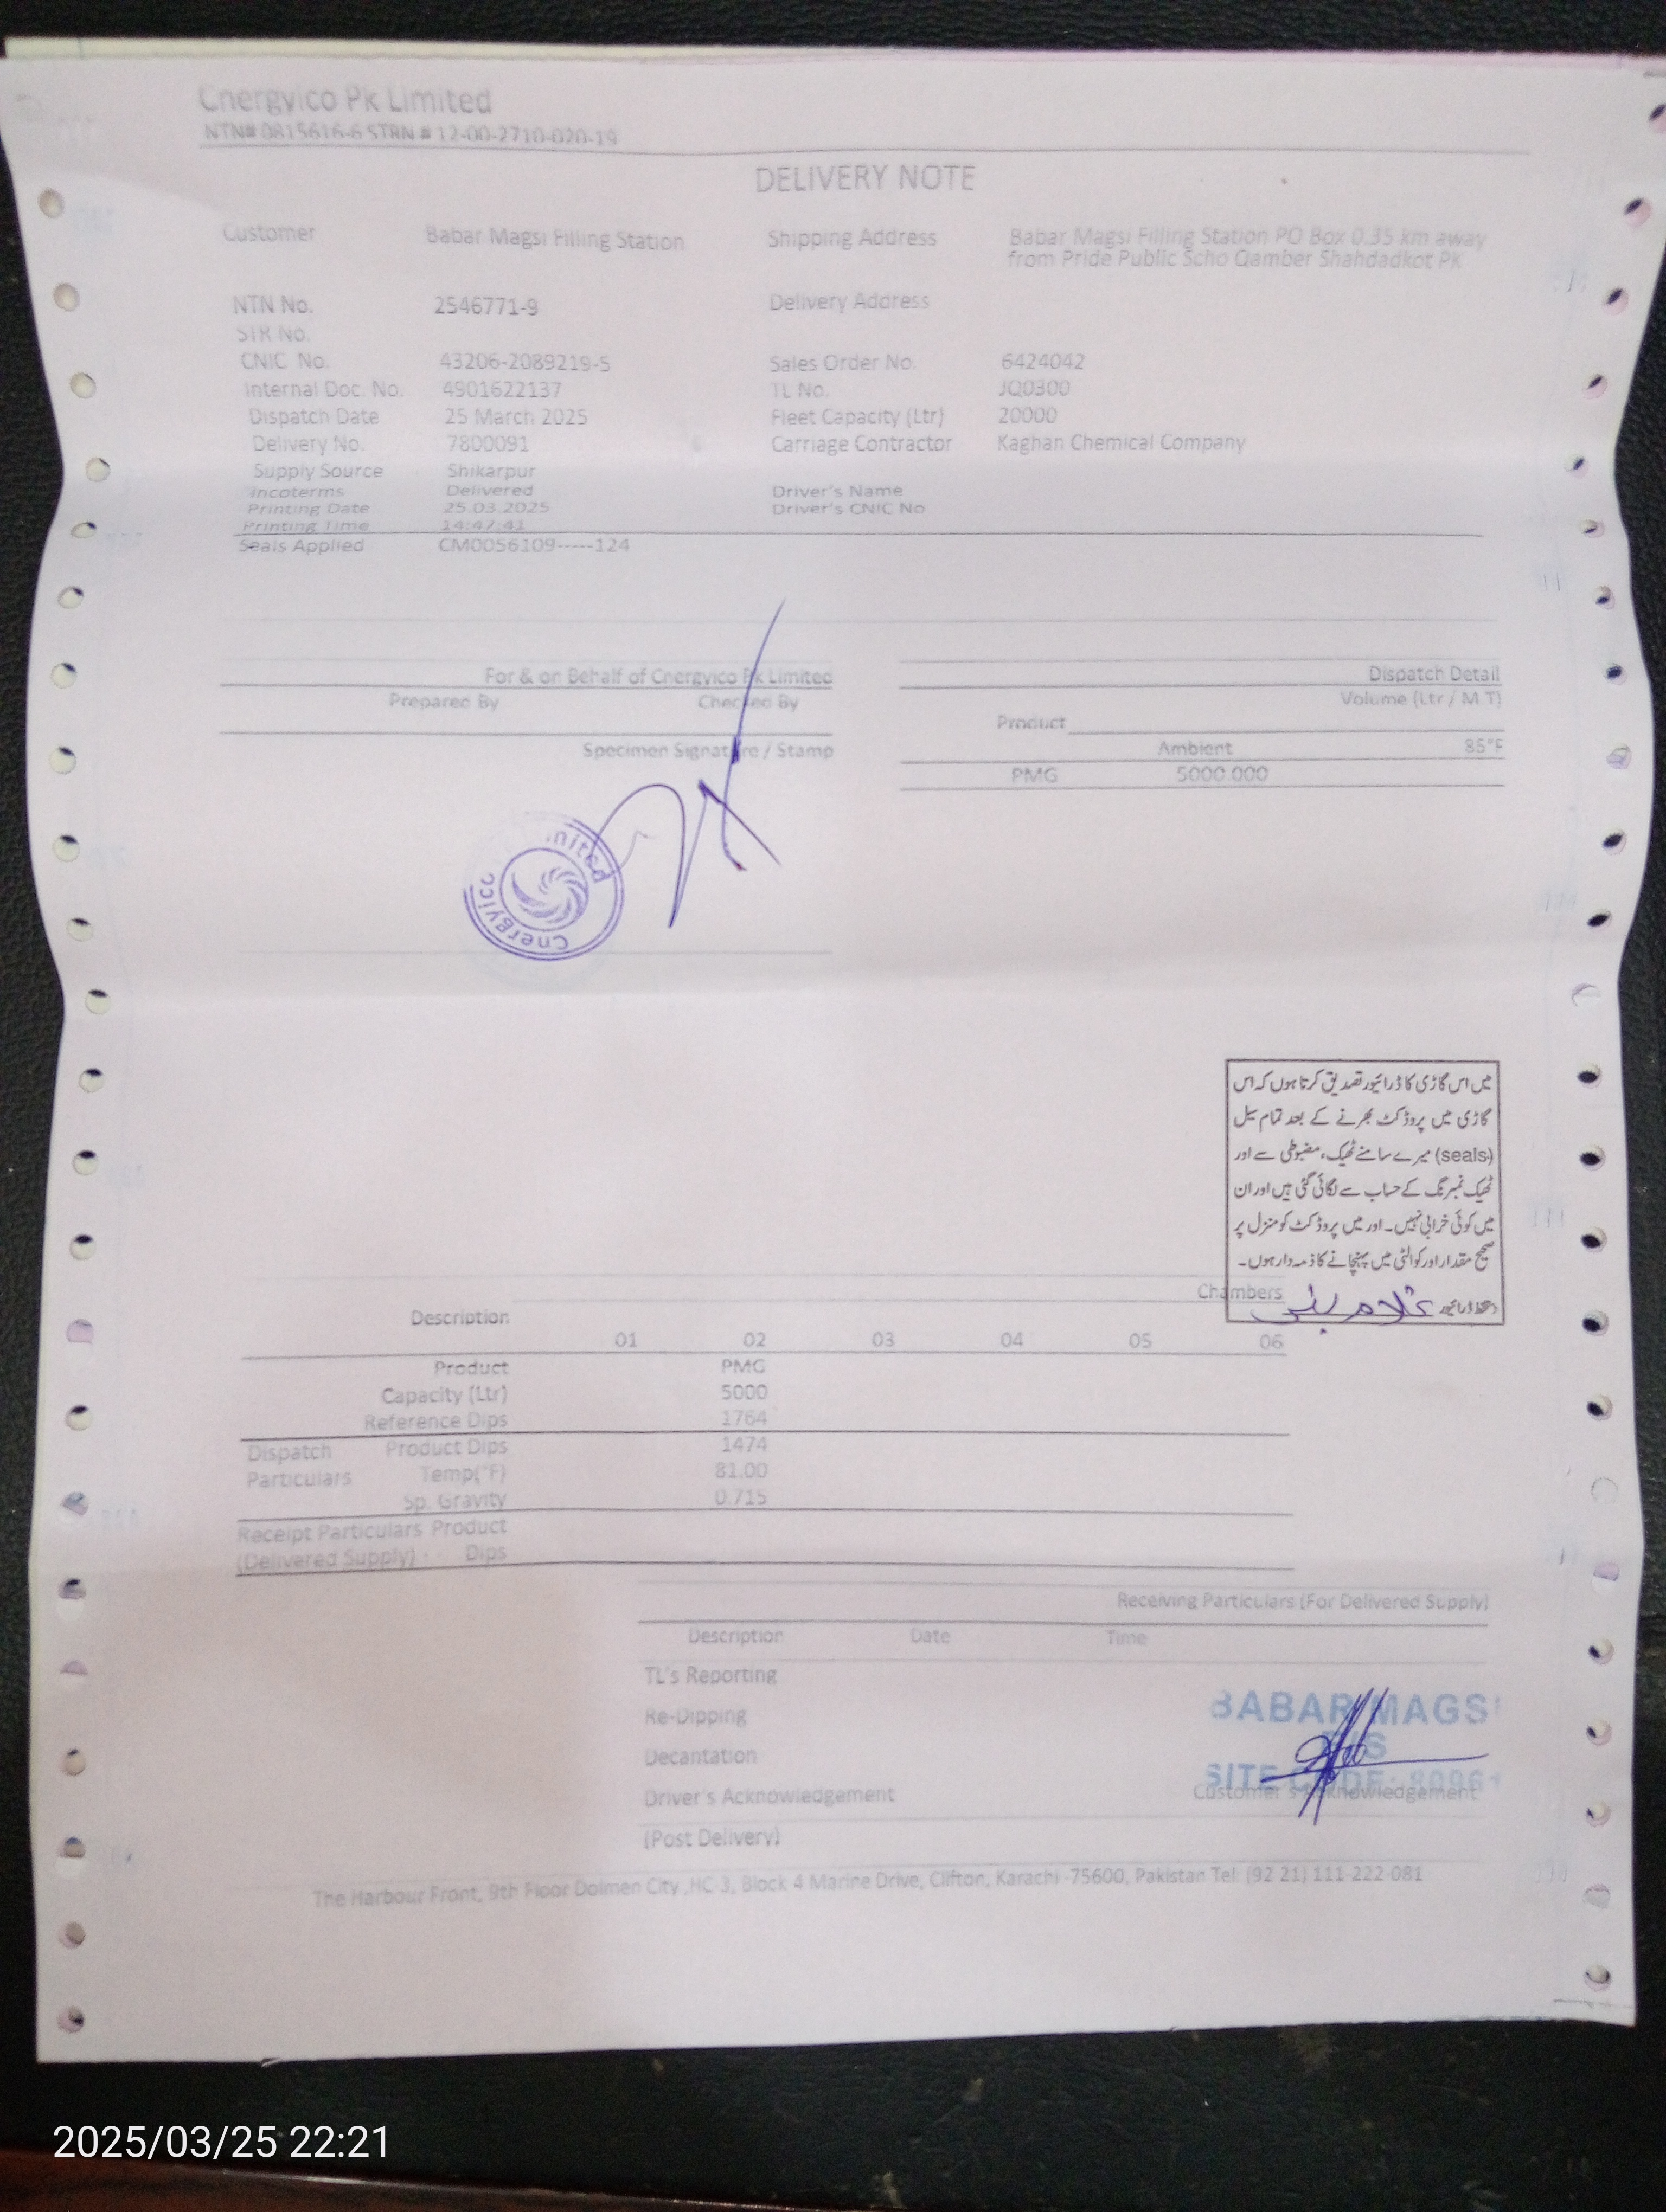 Cnergyico Pk Limited
NTN# 0815616-6 STRN # 12-00-2710-020-19
DELIVERY NOTE
Customer Babar Magsi Filling Station Shipping Address Babar Magsi Filling Station PO Box 0.35 km away
from Pride Public Scho Qamber Shahdadkot PK
NTN No. 2546771-9 Delivery Address
STR No.
CNIC No. 43206-2089219-5 Sales Order No. 6424042
Internal Doc. No. 4901622137 TL No. JQ0300
Dispatch Date 25 March 2025 Fleet Capacity (Ltr) 20000
Delivery No. 7800091 Carriage Contractor Kaghan Chemical Company
Supply Source Shikarpur
Incoterms Delivered Driver's Name
Printing Date 25.03.2025 Driver's CNIC No
Printing Time 14:47:41
Seals Applied CM0056109-----124
For & on Behalf of Cnergyico Pk Limited
Prepared By Checked By
Specimen Signature / Stamp
Dispatch Detail
Volume (Ltr / M.T)
Product
Ambient 85°F
PMG 5000.000
Cnergyico
میں اس گاڑی کا ڈرائیور تصدیق کرتا ہوں کہ اس
گاڑی میں پروڈکٹ بھرنے کے بعد تمام سیل
(seals) میرے سامنے ٹھیک، مضبوطی سے اور
ٹھیک نمبرنگ کے حساب سے لگائی گئی ہیں اور ان
میں کوئی خرابی نہیں۔ اور میں پروڈکٹ کو منزل پر
صحیح مقدار اور کوالٹی میں پہنچانے کا ذمہ دار ہوں۔
دستخط ڈرائیور غلام
Chambers
Description 01 02 03 04 05 06
Product PMG
Capacity (Ltr) 5000
Reference Dips 1764
Dispatch Product Dips 1474
Particulars Temp(°F) 81.00
Sp. Gravity 0.715
Receipt Particulars Product
(Delivered Supply) Dips
Receiving Particulars (For Delivered Supply)
Description Date Time
TL's Reporting
Re-Dipping
Decantation
Driver's Acknowledgement Customer's Acknowledgement
(Post Delivery)
BABAR MAGSI
SITE CODE:
The Harbour Front, 9th Floor Dolmen City ,HC 3, Block 4 Marine Drive, Clifton, Karachi -75600, Pakistan Tel: (92 21) 111-222-081
2025/03/25 22:21